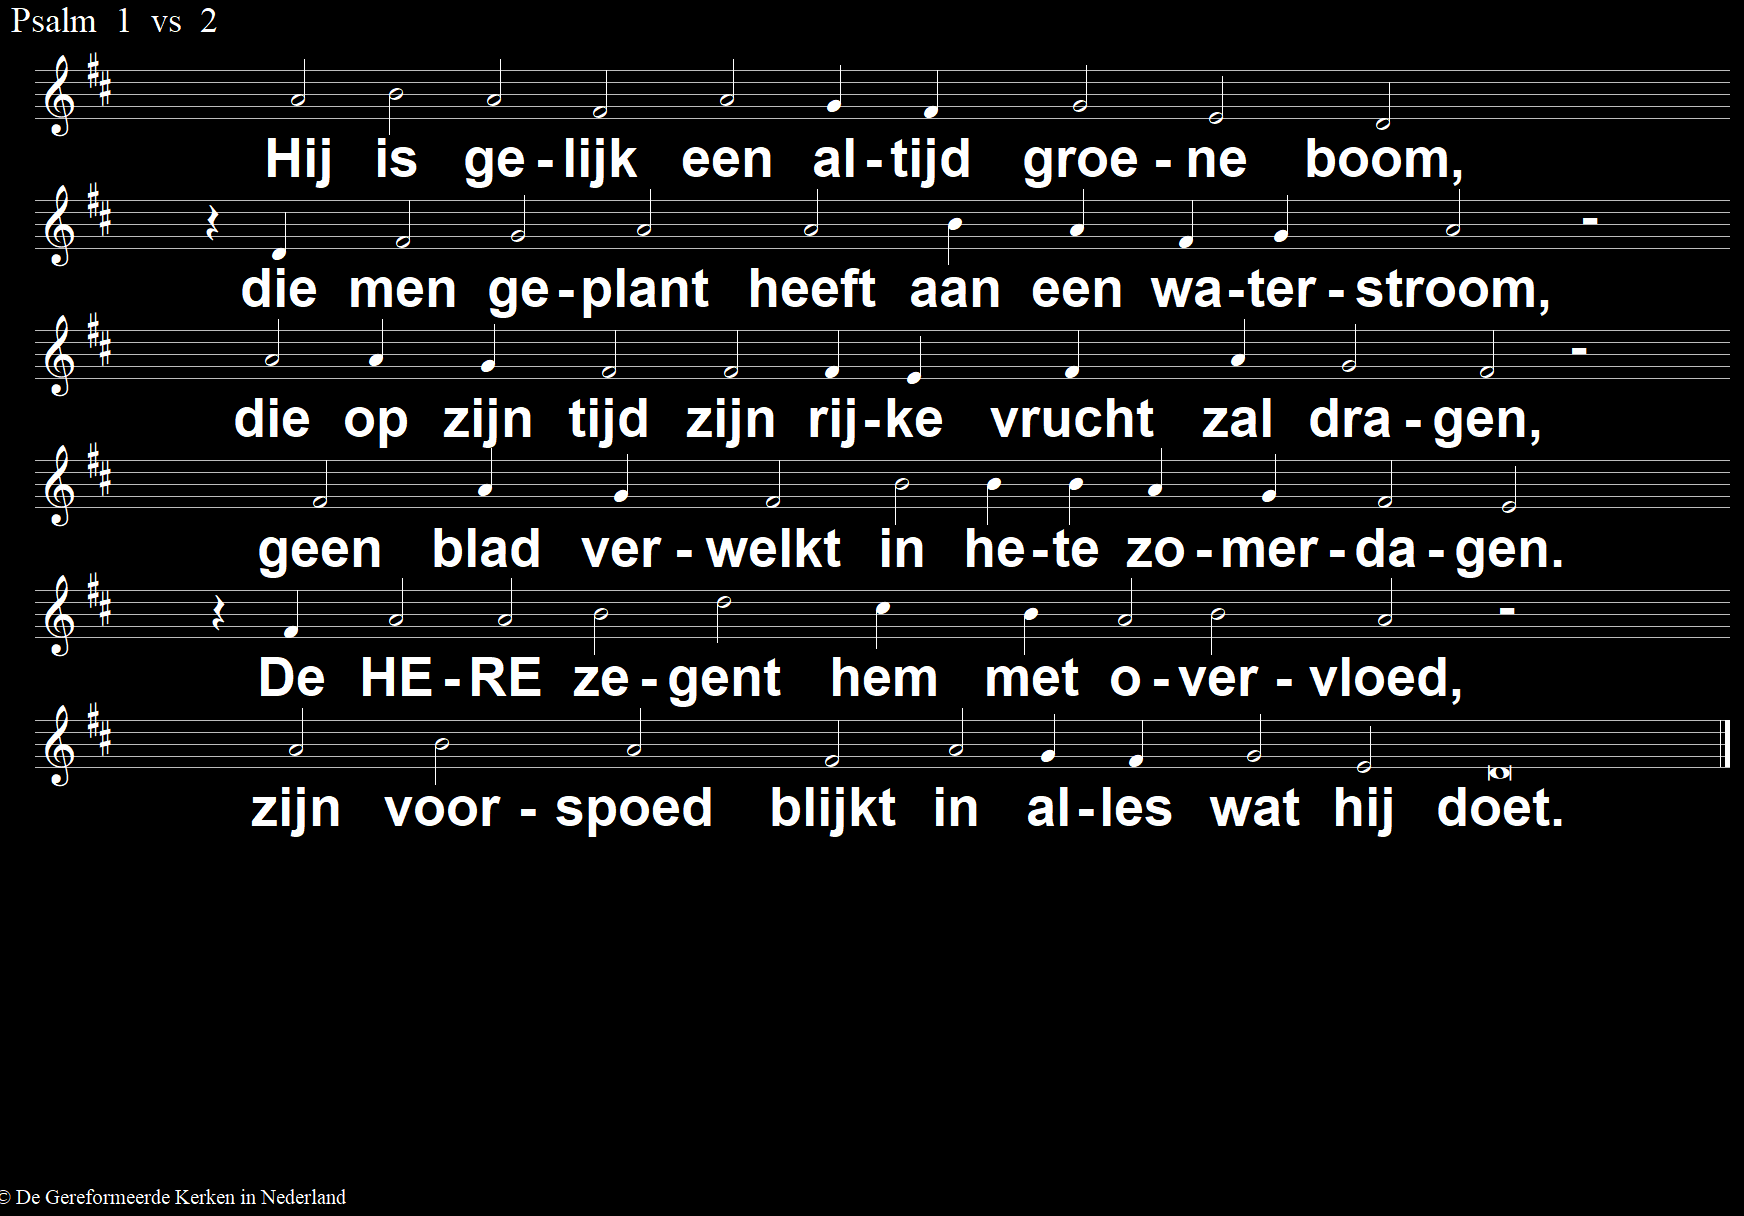 Psalm 1 vs 2
Hij is ge-lijk een al-tijd groe-ne boom,
die men ge-plant heeft aan een wa-ter-stroom,
die op zijn tijd zijn rij-ke vrucht zal dra-gen,
geen blad ver-welkt in he-te zo-mer-da-gen.
De HE-RE ze-gent hem met o-ver-vloed,
zijn voor-spoed blijkt in al-les wat hij doet.
© De Gereformeerde Kerken in Nederland